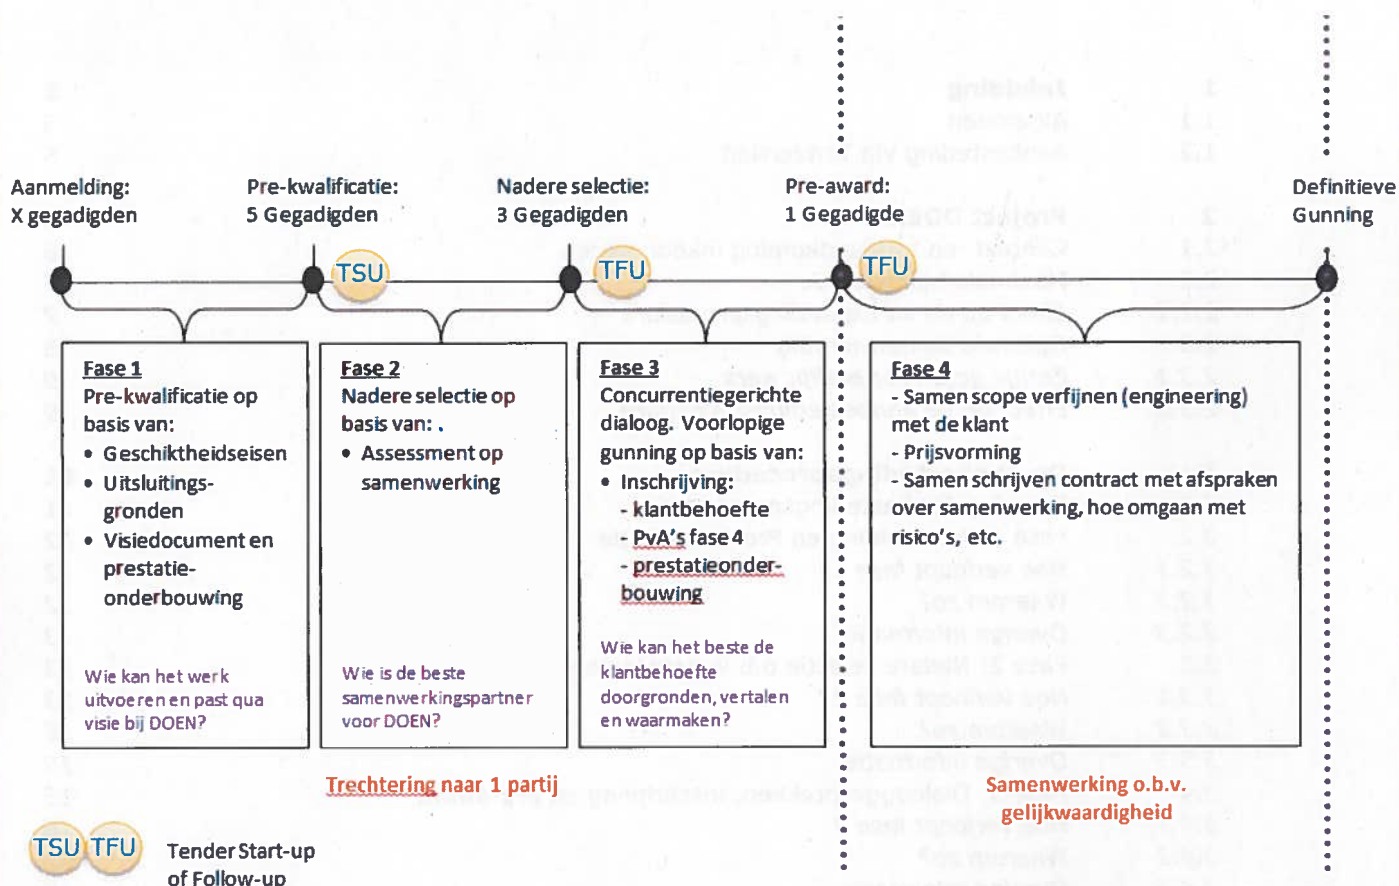 Aanmelding:
X gegadigden
Pre-kwalificatie:
5 Gegadigden
Nadere selectie:
3 Gegadigden
Pre-award:
1 Gegadigde
Definitieve
Gunning
TSU
TFU
TFU
Fase 1
Pre-kwalificatie op
basis van:
• Geschiktheidseisen
• Uitsluitings-
gronden
• Visiedocument en
prestatie-
onderbouwing
Wie kan het werk
uitvoeren en past qua
visie bij DOEN?
Fase 2
Nadere selectie op
basis van: .
• Assessment op
samenwerking
Wie is de beste
samenwerkingspartner
voor DOEN?
Fase 3
Concurrentiegerichte
dialoog. Voorlopige
gunning op basis van:
• Inschrijving:
- klantbehoefte
- PvA's fase 4
- prestatieonder-
bouwing
Wie kan het beste de
klantbehoefte
doorgronden, vertalen
en waarmaken?
Fase 4
- Samen scope verfijnen (engineering)
met de klant
- Prijsvorming
- Samen schrijven contract met afspraken
over samenwerking, hoe omgaan met
risico's, etc.
Trechtering naar 1 partij
Samenwerking o.b.v.
gelijkwaardigheid
TSU TFU
Tender Start-up
of Follow-up